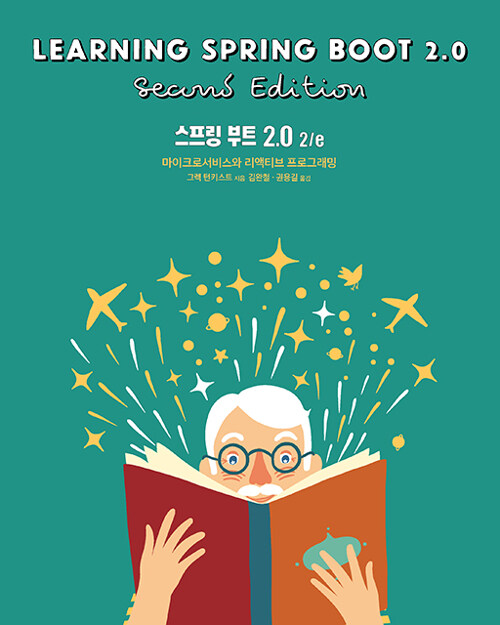 LEARNING SPRING BOOT 2.0
Second Edition
스프링 부트 2.0 2/e
마이크로서비스와 리액티브 프로그래밍
그렉 턴키스트 지음 김완철 · 권용길 옮김